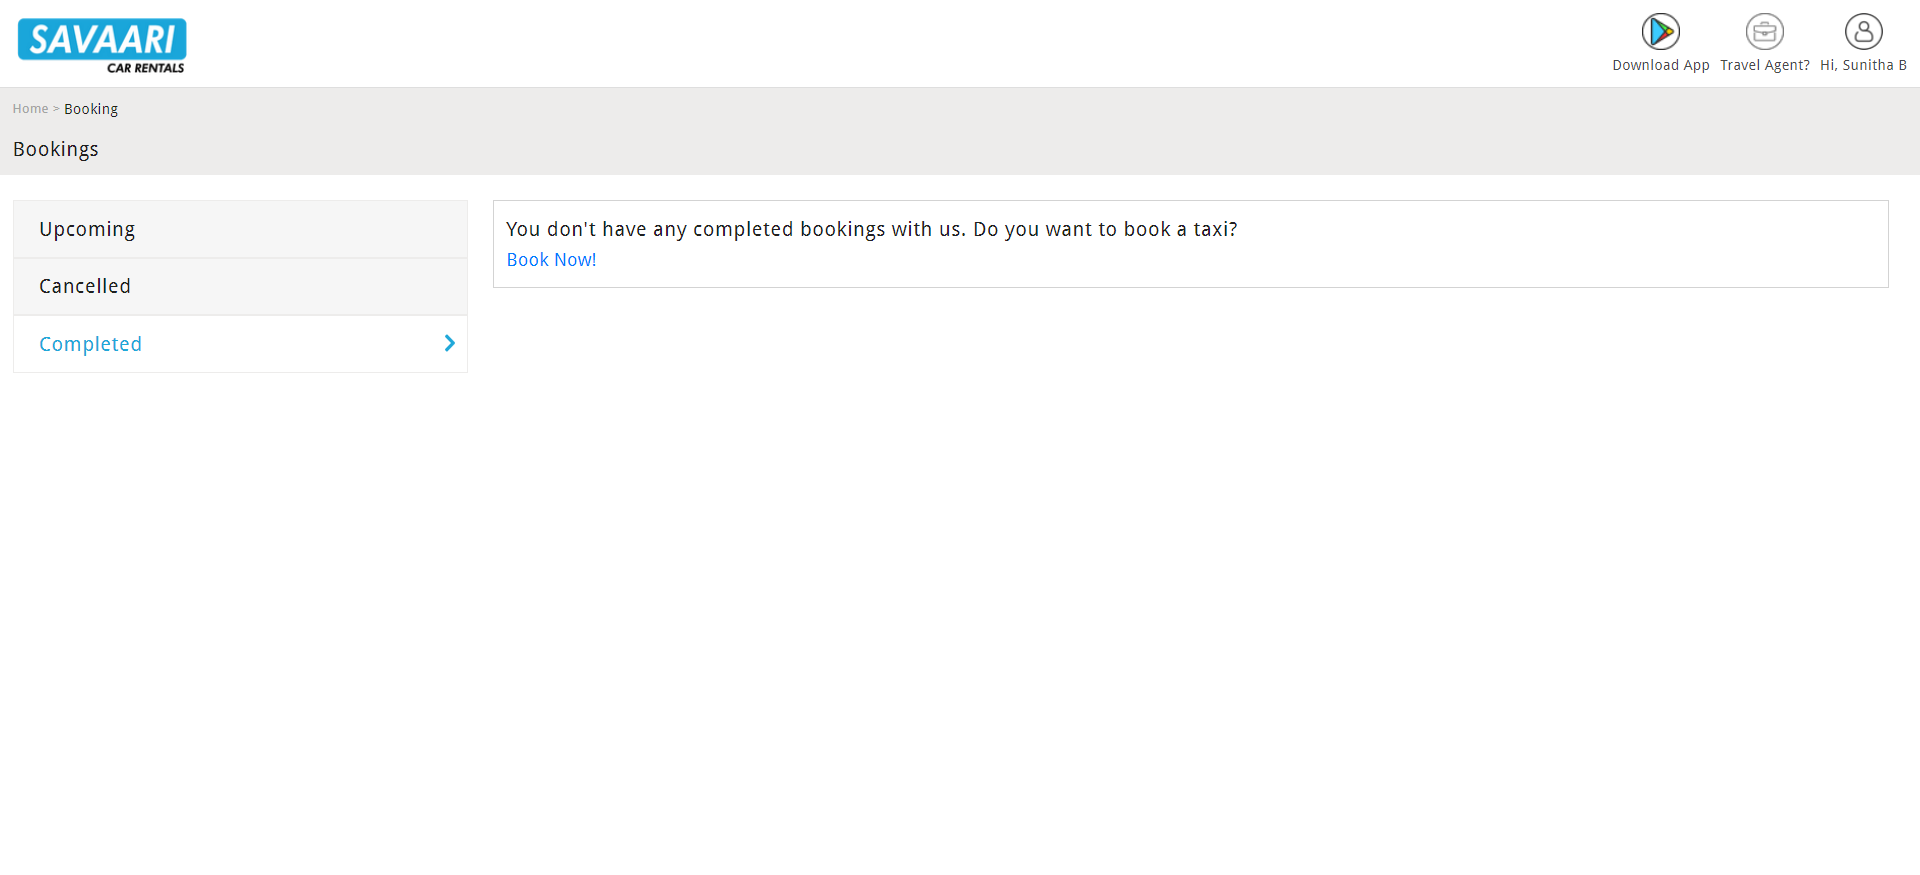 SAVAARI
CAR RENTALS
Download App
Travel Agent?
Hi, Sunitha B
Home > Booking
Bookings
Upcoming
Cancelled
Completed
You don't have any completed bookings with us. Do you want to book a taxi?
Book Now!